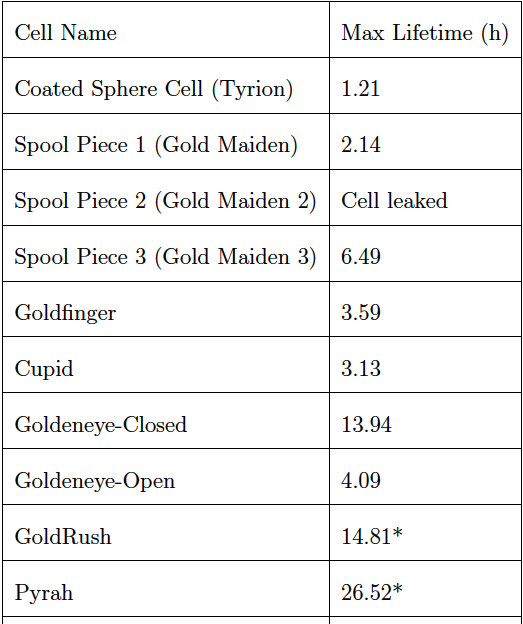 Cell Name Max Lifetime (h)
Coated Sphere Cell (Tyrion) 1.21
Spool Piece 1 (Gold Maiden) 2.14
Spool Piece 2 (Gold Maiden 2) Cell leaked
Spool Piece 3 (Gold Maiden 3) 6.49
Goldfinger 3.59
Cupid 3.13
Goldeneye-Closed 13.94
Goldeneye-Open 4.09
GoldRush 14.81*
Pyrah 26.52*